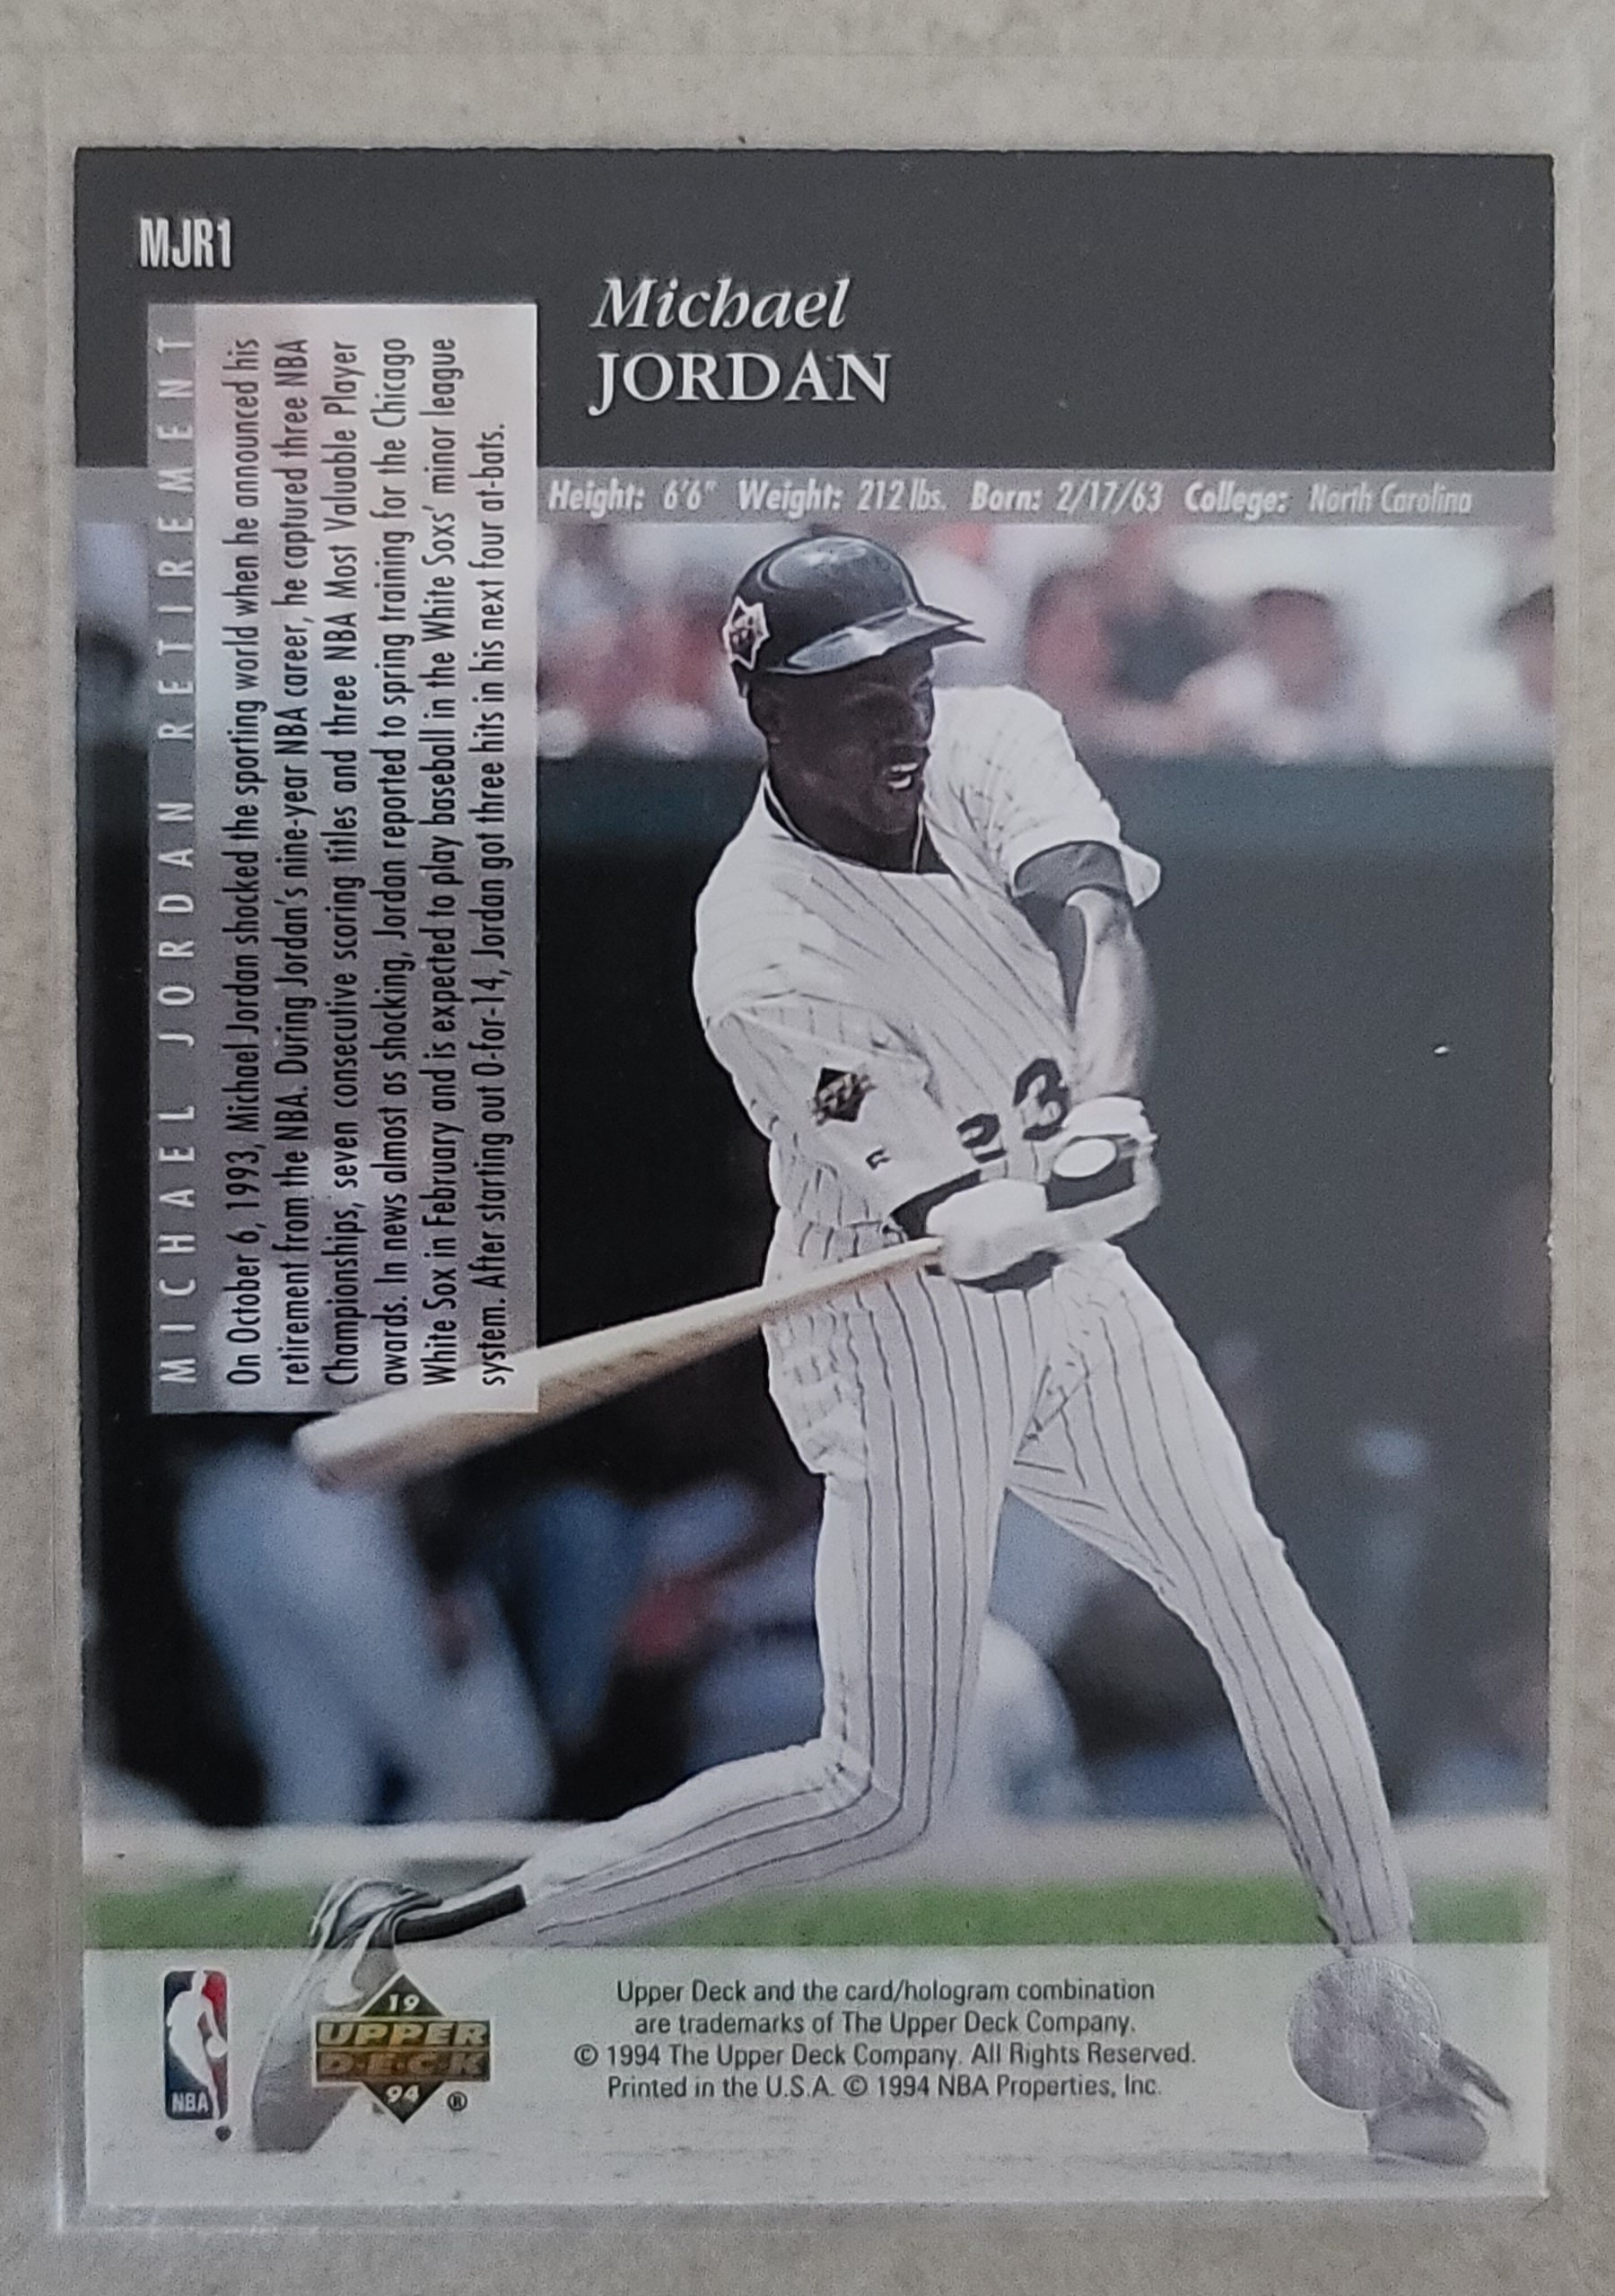 MJR1
Michael
JORDAN
Height: 6'6" Weight: 212 lbs. Born: 2/17/63 College: North Carolina
MICHAEL JORDAN RETIREMENT
On October 6, 1993, Michael Jordan shocked the sporting world when he announced his
retirement from the NBA. During Jordan's nine-year NBA career, he captured three NBA
Championships, seven consecutive scoring titles and three NBA Most Valuable Player
awards. In news almost as shocking, Jordan reported to spring training for the Chicago
White Sox in February and is expected to play baseball in the White Soxs' minor league
system. After starting out 0-for-14, Jordan got three hits in his next four at-bats.
23
NBA
19
UPPER
D·E·C·K
94 ®
Upper Deck and the card/hologram combination
are trademarks of The Upper Deck Company.
© 1994 The Upper Deck Company. All Rights Reserved.
Printed in the U.S.A. © 1994 NBA Properties, Inc.